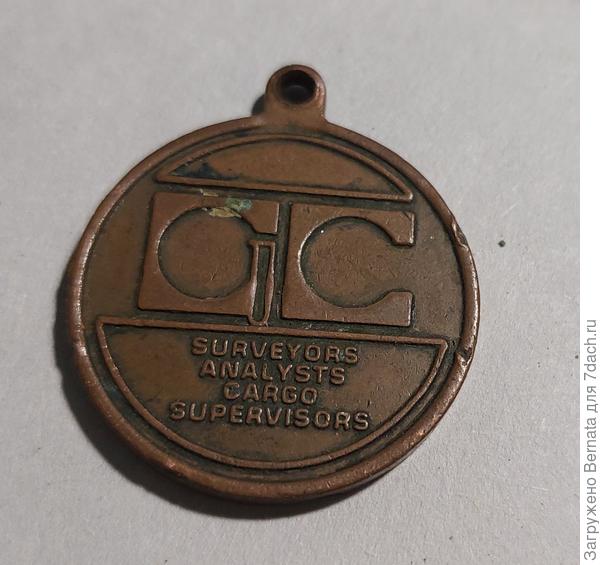 GiC
SURVEYORS
ANALYSTS
CARGO
SUPERVISORS
Загружено Bernata для 7dach.ru